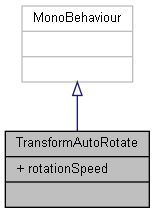 MonoBehaviour
TransformAutoRotate
+ rotationSpeed